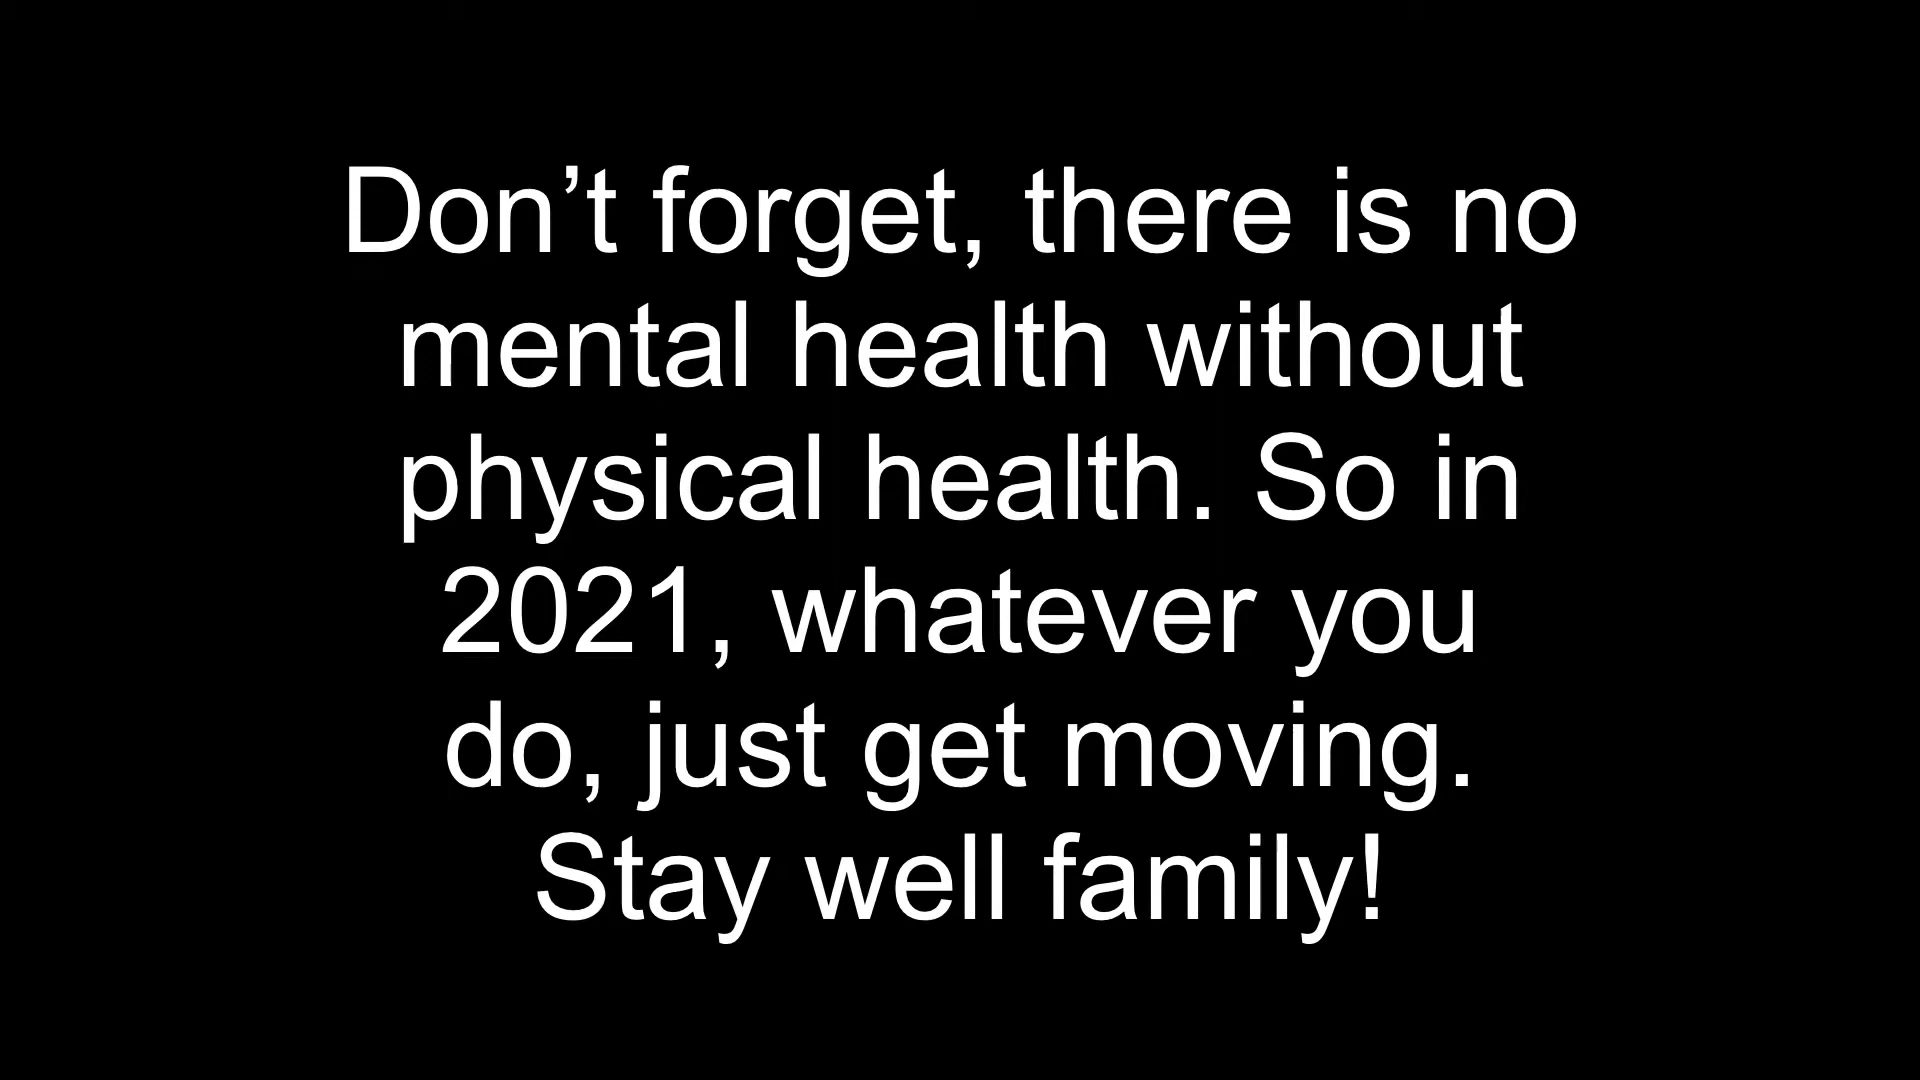 Don’t forget, there is no
mental health without
physical health. So in
2021, whatever you
do, just get moving.
Stay well family!